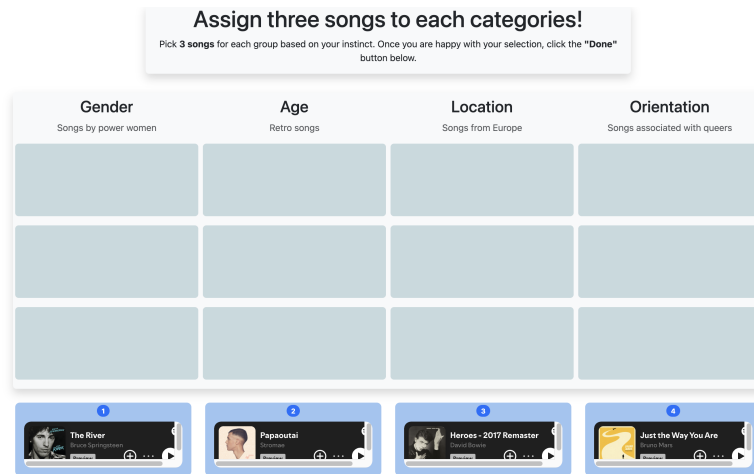 Assign three songs to each categories!
Pick 3 songs for each group based on your instinct. Once you are happy with your selection, click the "Done"
button below.
Gender
Songs by power women
Age
Retro songs
Location
Songs from Europe
Orientation
Songs associated with queers
1
The River
Bruce Springsteen
2
Papaoutai
Stromae
3
Heroes - 2017 Remaster
David Bowie
4
Just the Way You Are
Bruno Mars